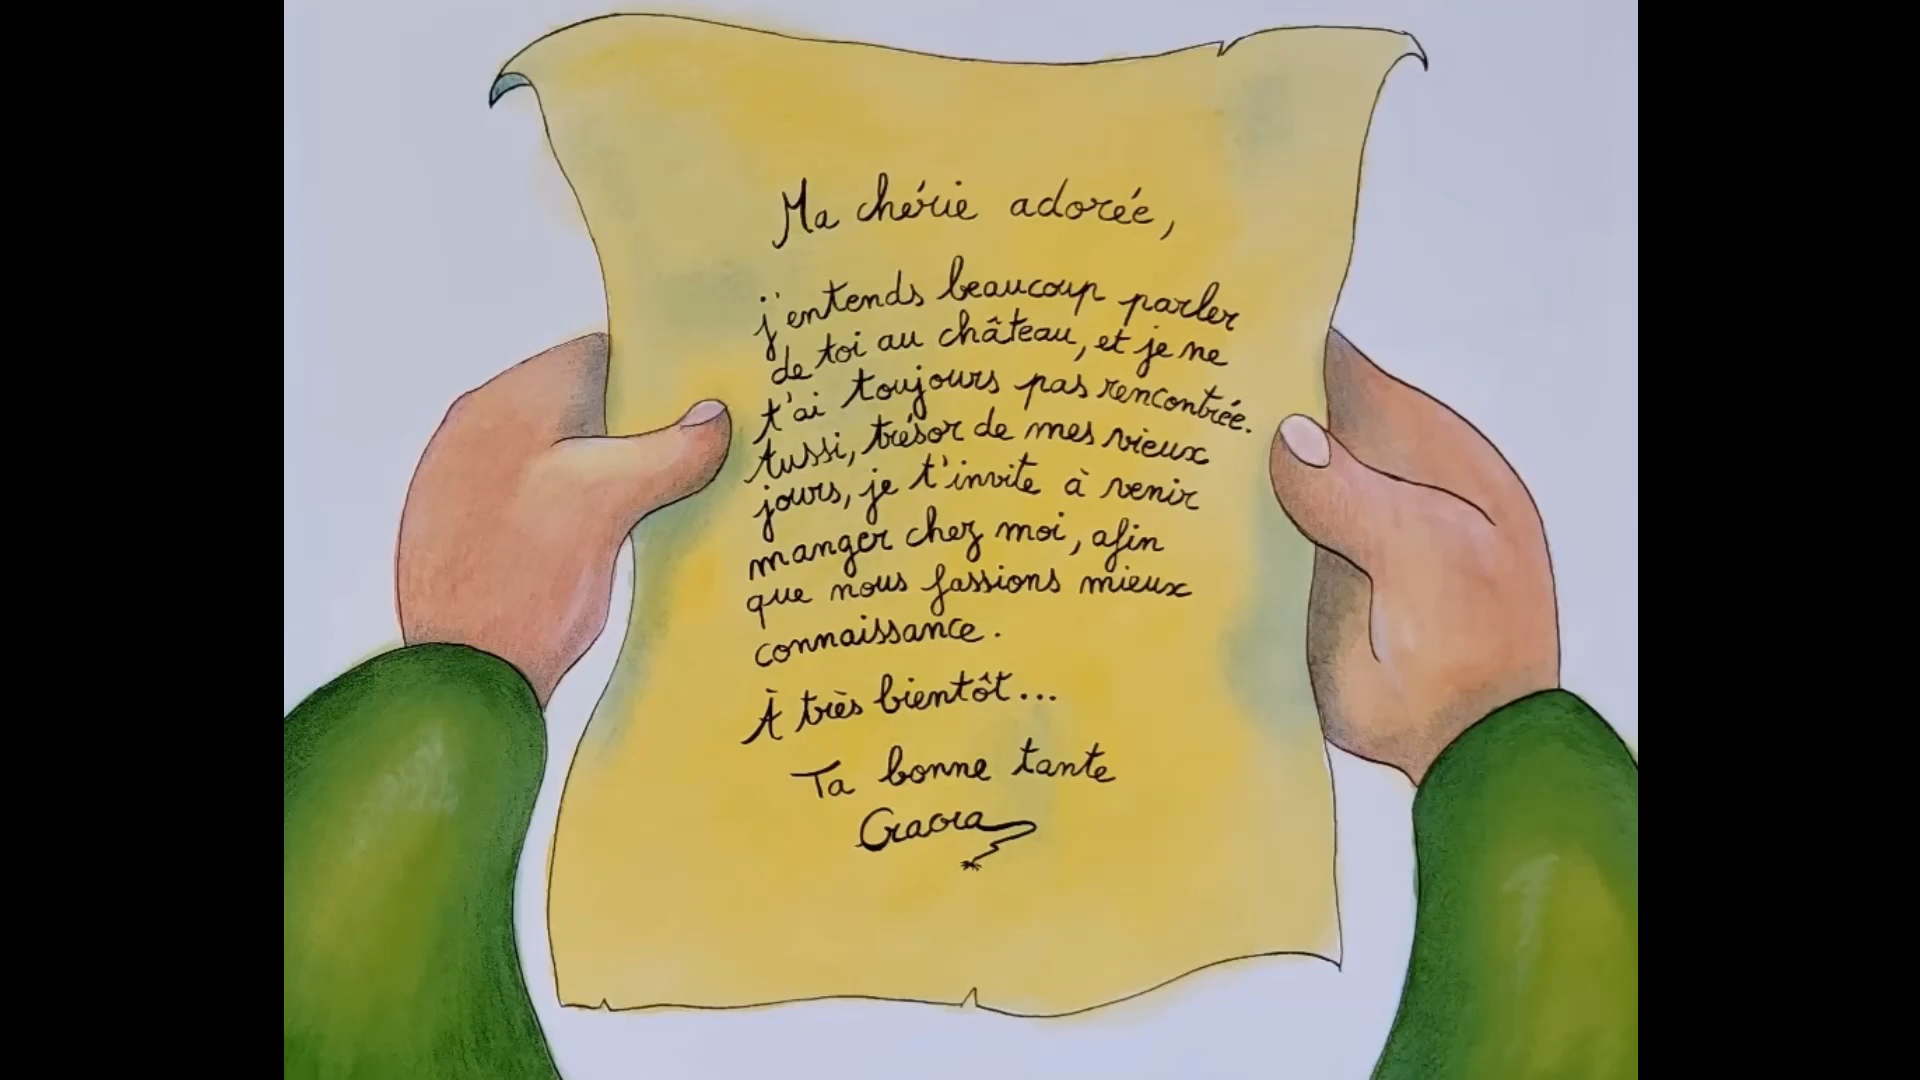 Ma chérie adorée,
j'entends beaucoup parler
de toi au château, et je ne
t'ai toujours pas rencontrée.
Aussi, trésor de mes vieux
jours, je t'invite à venir
manger chez moi, afin
que nous fassions mieux
connaissance.
À très bientôt...
Ta bonne tante
Cracra